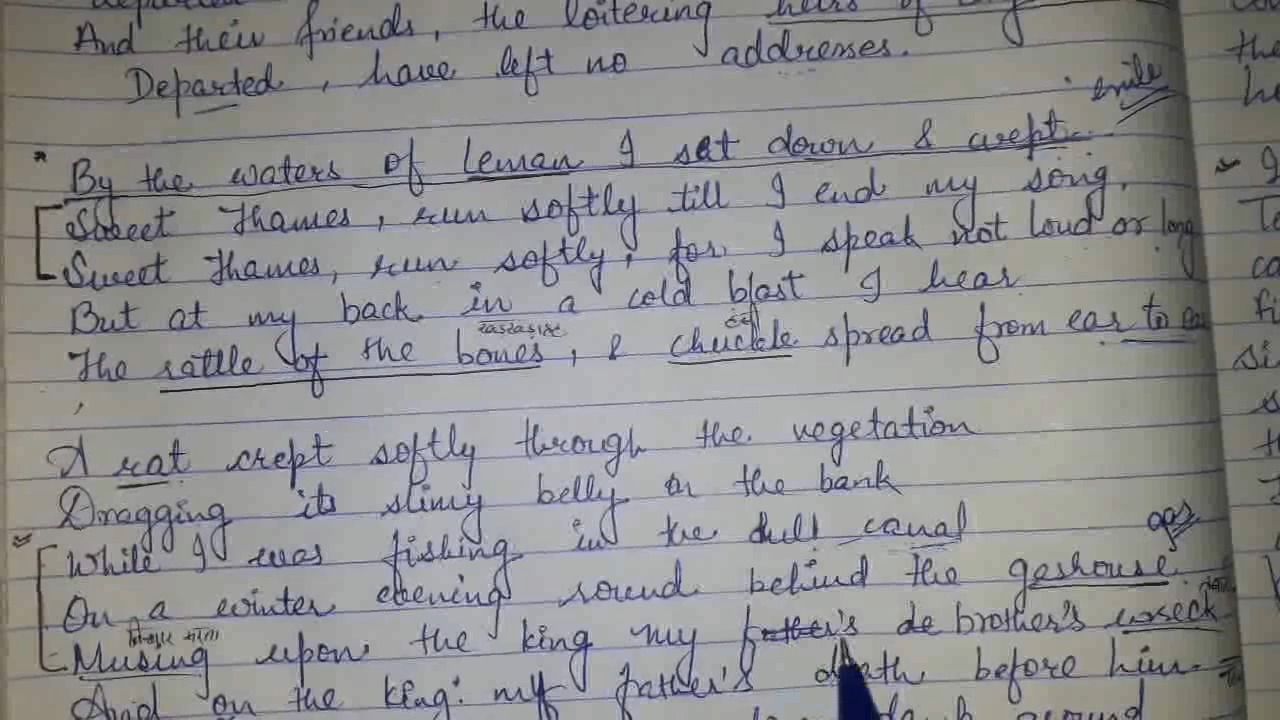 And their friends, the loitering heirs of
Departed, have left no addresses.
smile
* By the waters of Leman I sat down & wept.
Sweet Thames, run softly till I end my song,
Sweet Thames, run softly, for I speak not loud or long
But at my back in a cold blast I hear
The rattle of the bones, & chuckle spread from ear to ea
A rat crept softly through the vegetation
Dragging its slimy belly on the bank
While I was fishing in the dull canal
On a winter evening round behind the gashouse
Musing upon the king my father's de brother's wreck
And on the king my father's death before him